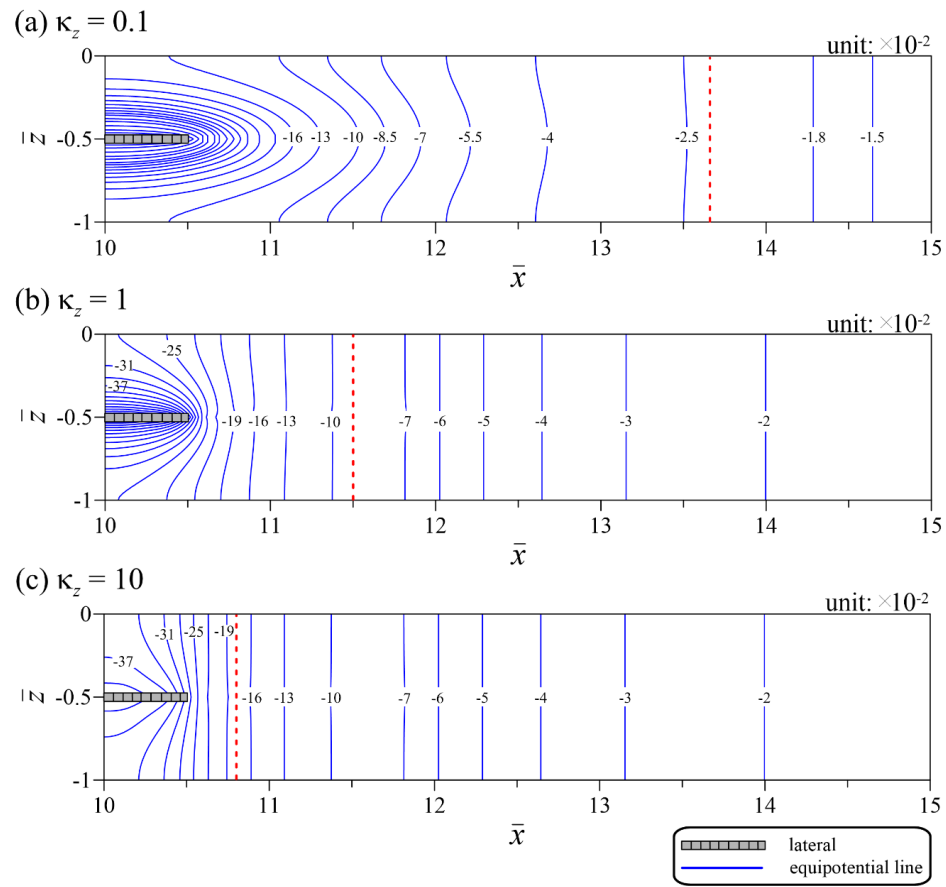 (a) κz = 0.1
unit: ×10-2
0
-0.5
-1
z̄
-16 -13 -10 -8.5 -7 -5.5 -4 -2.5 -1.8 -1.5
10 11 12 13 14 15
x̄
(b) κz = 1
unit: ×10-2
0
-0.5
-1
z̄
-25
-31
-37
-19 -16 -13 -10 -7 -6 -5 -4 -3 -2
10 11 12 13 14 15
x̄
(c) κz = 10
unit: ×10-2
0
-0.5
-1
z̄
-31 -25 -19
-37
-16 -13 -10 -7 -6 -5 -4 -3 -2
10 11 12 13 14 15
x̄
lateral
equipotential line